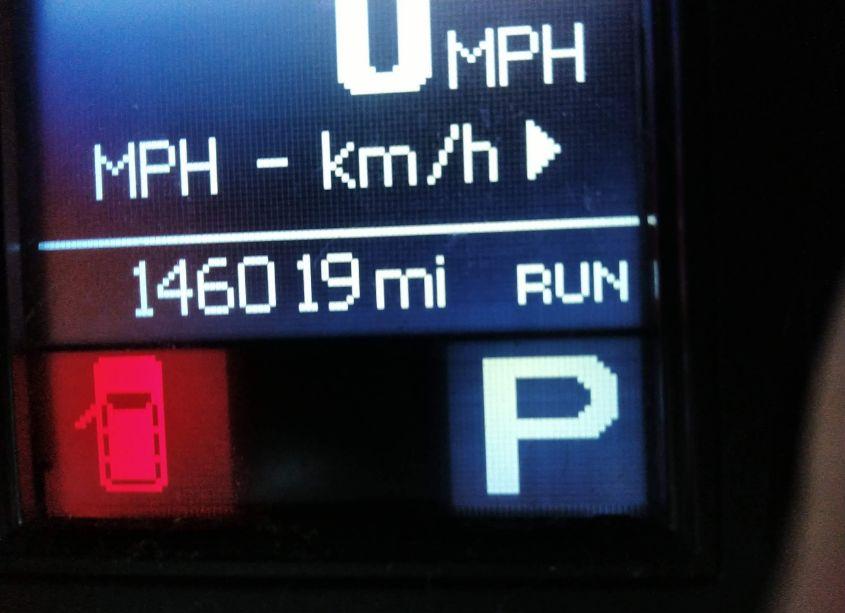 0 MPH
MPH - km/h ▶
146019 mi RUN
P